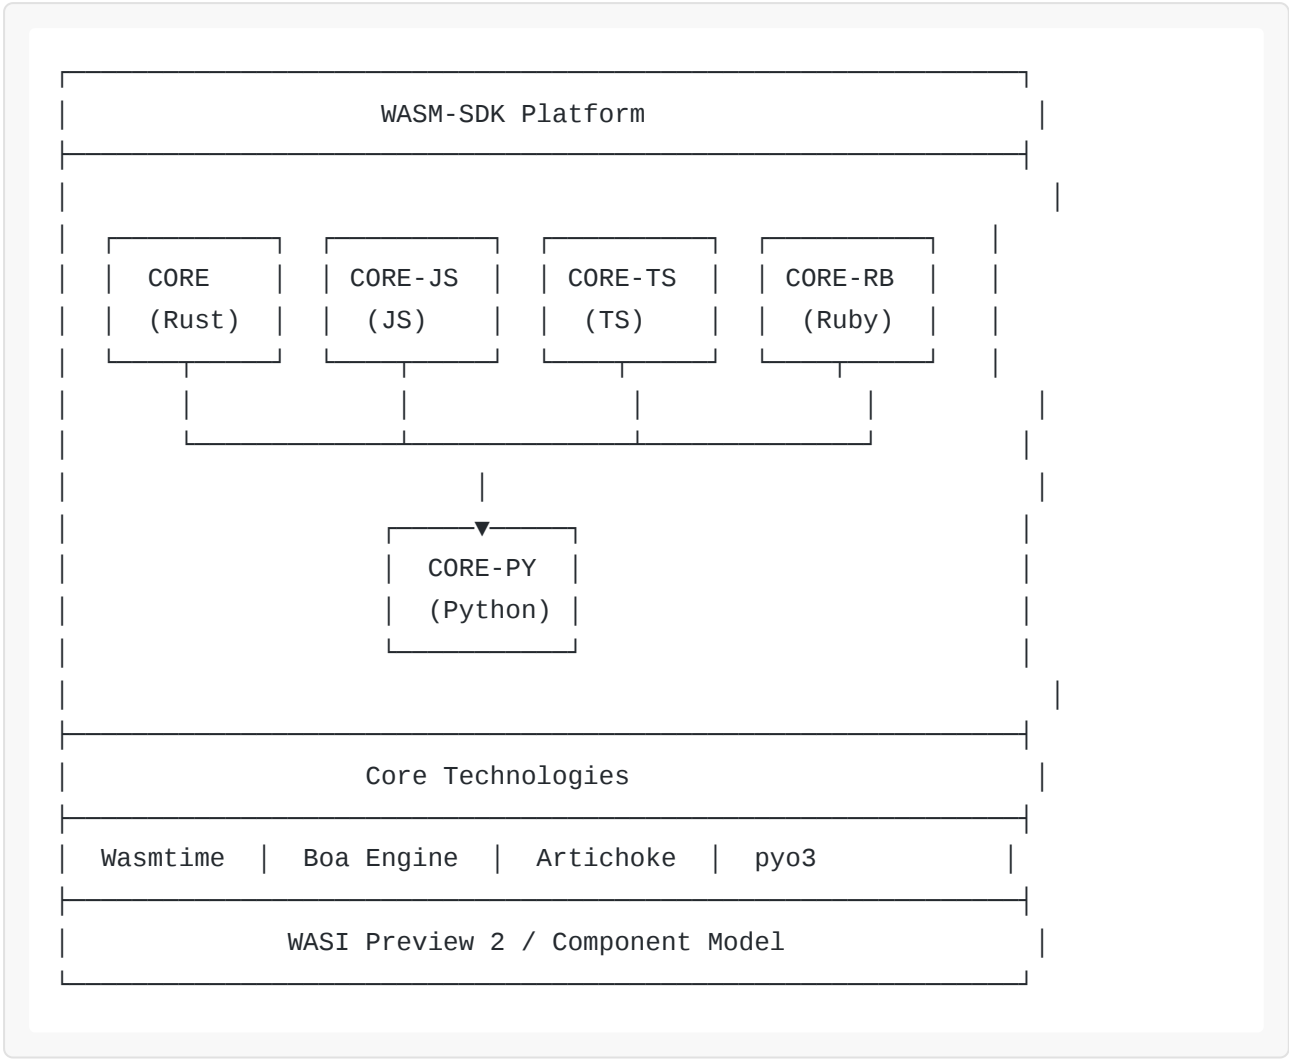 WASM-SDK Platform
CORE CORE-JS CORE-TS CORE-RB
(Rust) (JS) (TS) (Ruby)
CORE-PY
(Python)
Core Technologies
Wasmtime │ Boa Engine │ Artichoke │ pyo3
WASI Preview 2 / Component Model